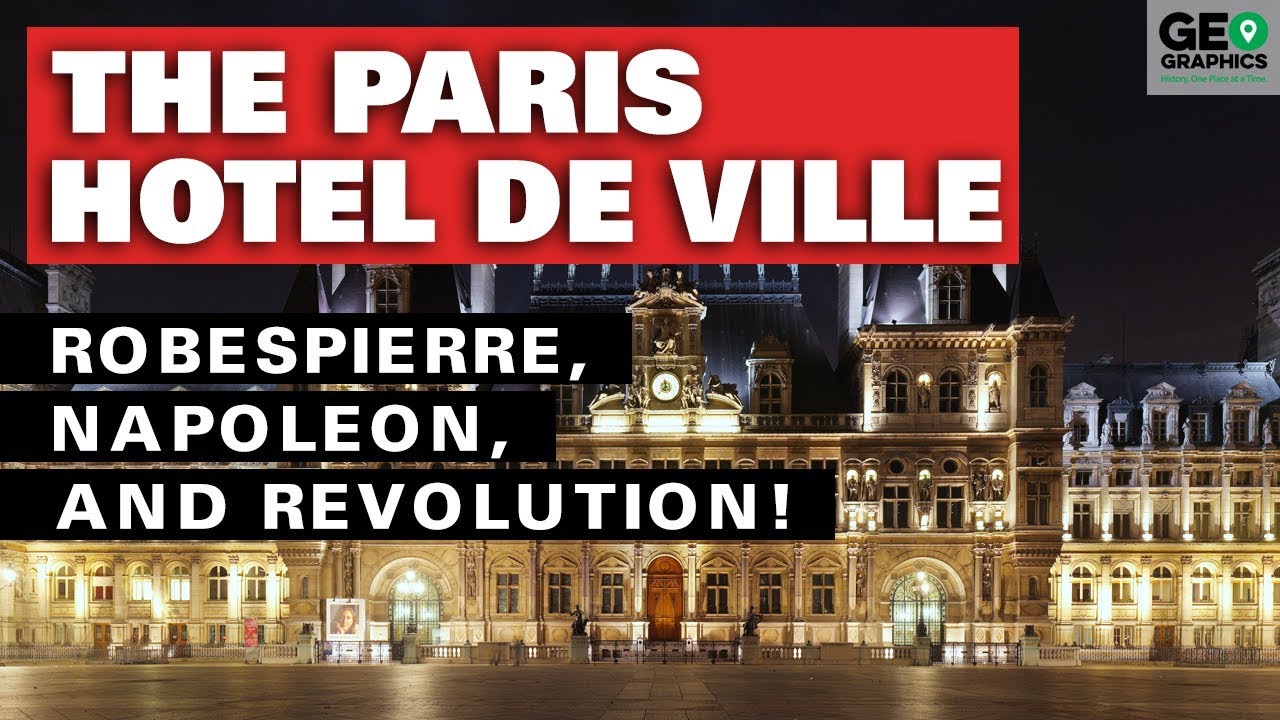 THE PARIS
HOTEL DE VILLE
GEO
GRAPHICS
History, One Place at a Time.
ROBESPIERRE,
NAPOLEON,
AND REVOLUTION!